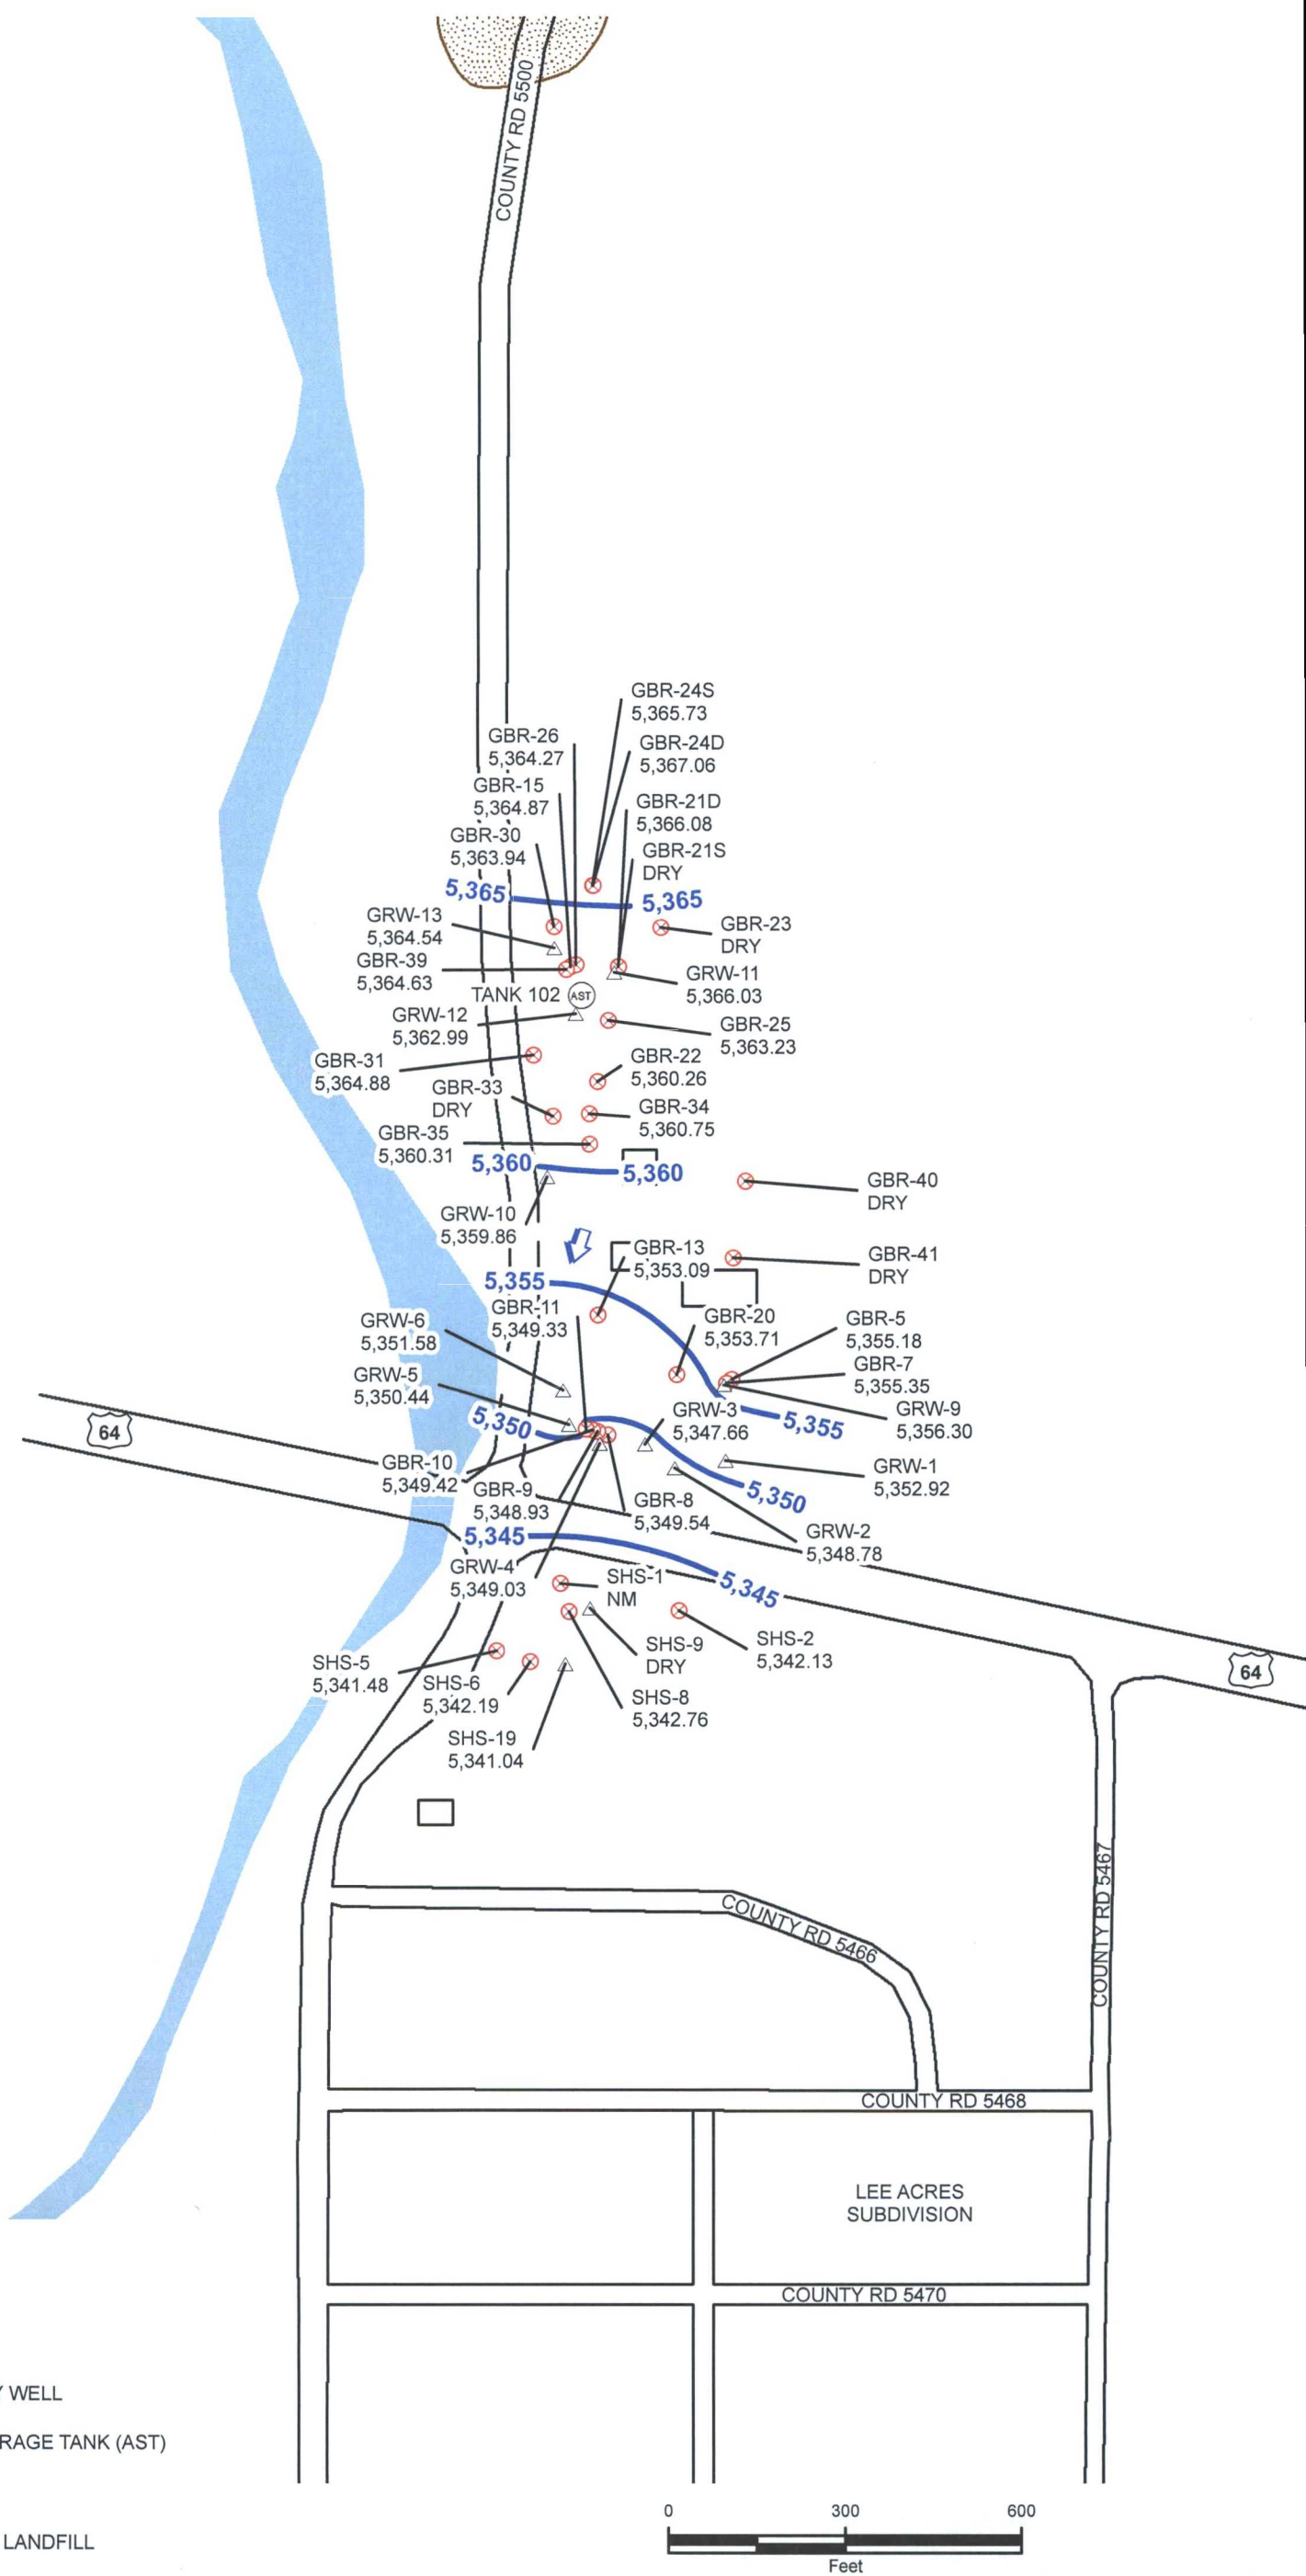 COUNTY RD 5500
GBR-24S
5,365.73
GBR-26
5,364.27
GBR-24D
5,367.06
GBR-15
5,364.87
GBR-21D
5,366.08
GBR-30
5,363.94
GBR-21S
DRY
5,365
5,365
GRW-13
5,364.54
GBR-23
DRY
GBR-39
5,364.63
GRW-11
5,366.03
TANK 102
AST
GRW-12
5,362.99
GBR-25
5,363.23
GBR-31
5,364.88
GBR-22
5,360.26
GBR-33
DRY
GBR-34
5,360.75
GBR-35
5,360.31
5,360
5,360
GBR-40
DRY
GRW-10
5,359.86
GBR-13
5,353.09
GBR-41
DRY
5,355
GBR-11
5,349.33
GRW-6
5,351.58
GBR-20
5,353.71
GBR-5
5,355.18
GRW-5
5,350.44
GBR-7
5,355.35
GRW-3
5,347.66
GRW-9
5,356.30
5,350
5,355
64
GBR-10
5,349.42
GRW-1
5,352.92
GBR-9
5,348.93
GBR-8
5,349.54
5,350
5,345
GRW-2
5,348.78
GRW-4
5,349.03
SHS-1
NM
5,345
SHS-9
DRY
SHS-2
5,342.13
SHS-5
5,341.48
SHS-6
5,342.19
SHS-8
5,342.76
64
SHS-19
5,341.04
COUNTY RD 5467
COUNTY RD 5466
COUNTY RD 5468
LEE ACRES
SUBDIVISION
COUNTY RD 5470
Y WELL
RAGE TANK (AST)
LANDFILL
0 300 600
Feet